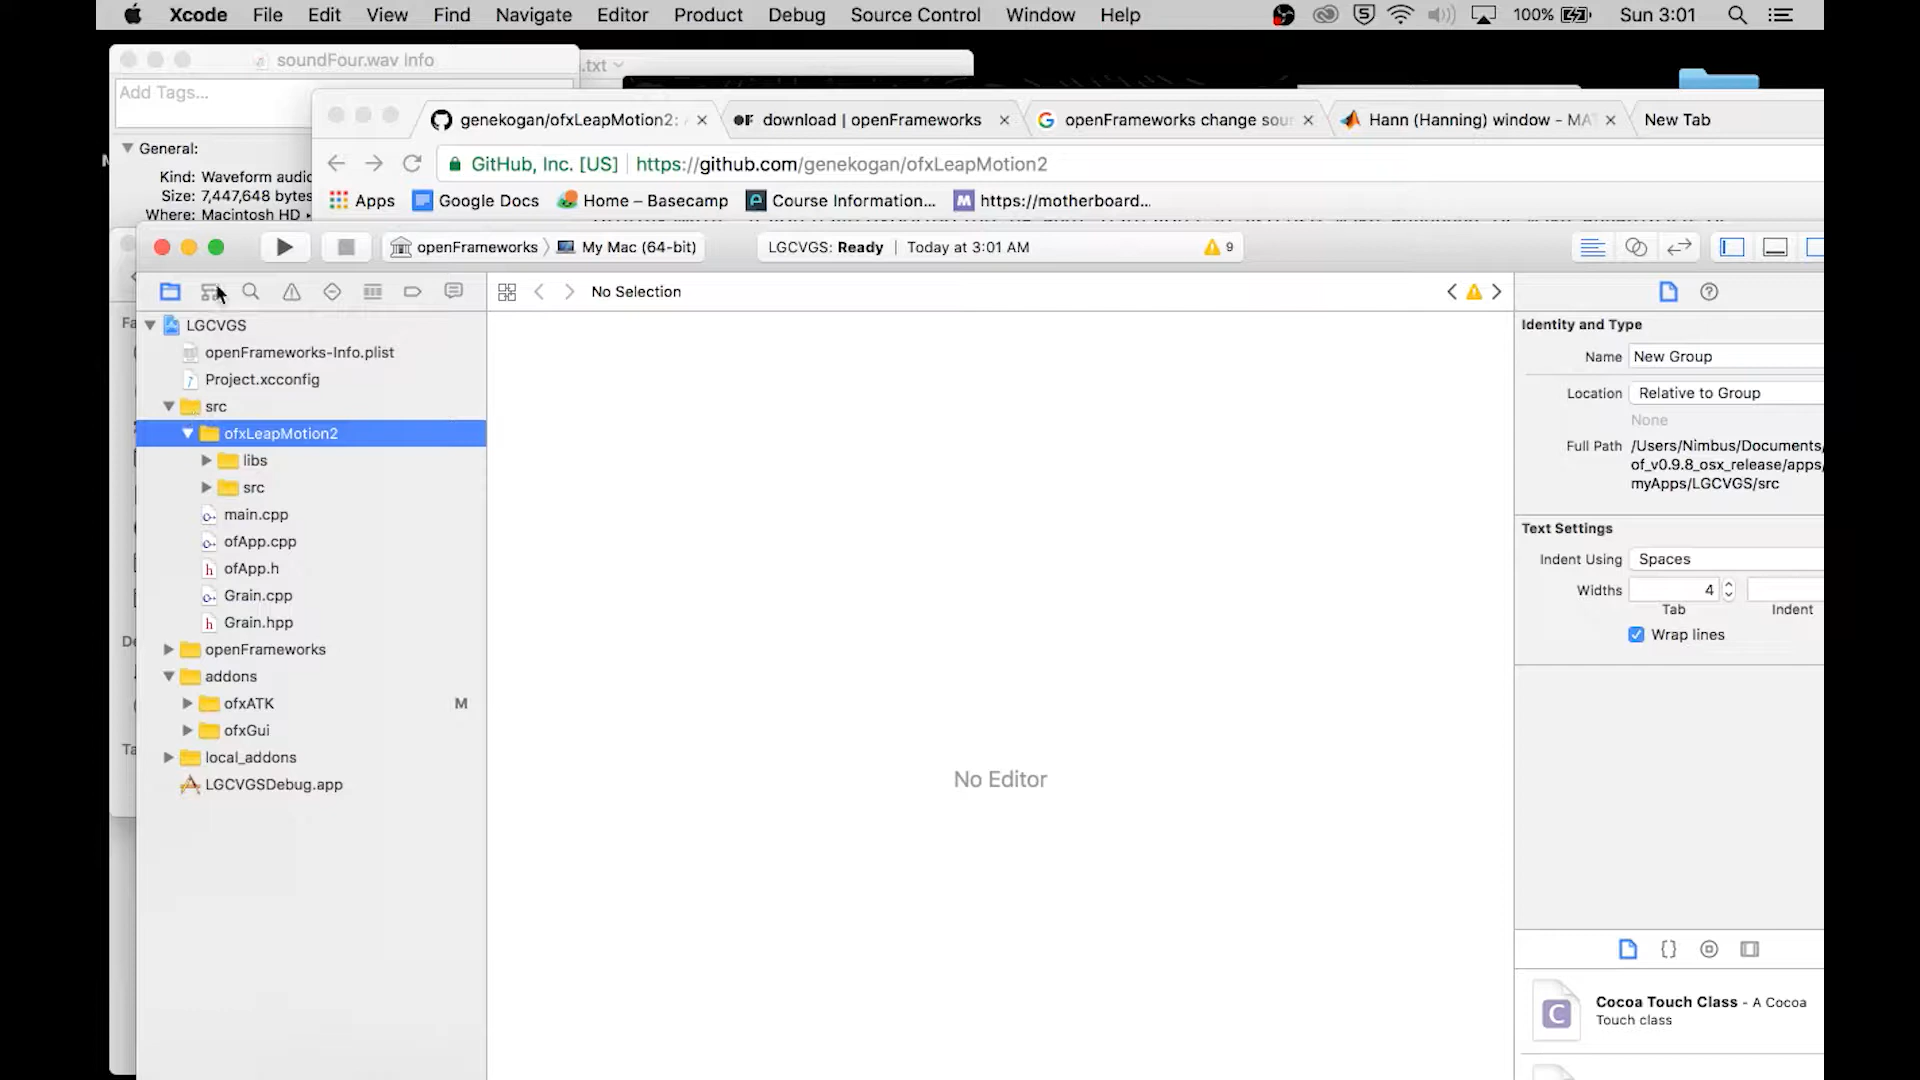 Xcode File Edit View Find Navigate Editor Product Debug Source Control Window Help 100% Sun 3:01
soundFour.wav Info
.txt
Add Tags...
genekogan/ofxLeapMotion2: download | openFrameworks openFrameworks change sou Hann (Hanning) window - MA New Tab
General:
GitHub, Inc. [US] https://github.com/genekogan/ofxLeapMotion2
Kind: Waveform audio
Size: 7,447,648 bytes
Where: Macintosh HD
Apps Google Docs Home – Basecamp Course Information... https://motherboard...
openFrameworks My Mac (64-bit) LGCVGS: Ready Today at 3:01 AM 9
No Selection
LGCVGS
openFrameworks-Info.plist
Project.xcconfig
src
ofxLeapMotion2
libs
src
main.cpp
ofApp.cpp
ofApp.h
Grain.cpp
Grain.hpp
openFrameworks
addons
ofxATK M
ofxGui
local_addons
LGCVGSDebug.app
No Editor
Identity and Type
Name New Group
Location Relative to Group
None
Full Path /Users/Nimbus/Documents/
of_v0.9.8_osx_release/apps/
myApps/LGCVGS/src
Text Settings
Indent Using Spaces
Widths 4
Tab Indent
Wrap lines
Cocoa Touch Class - A Cocoa
Touch class